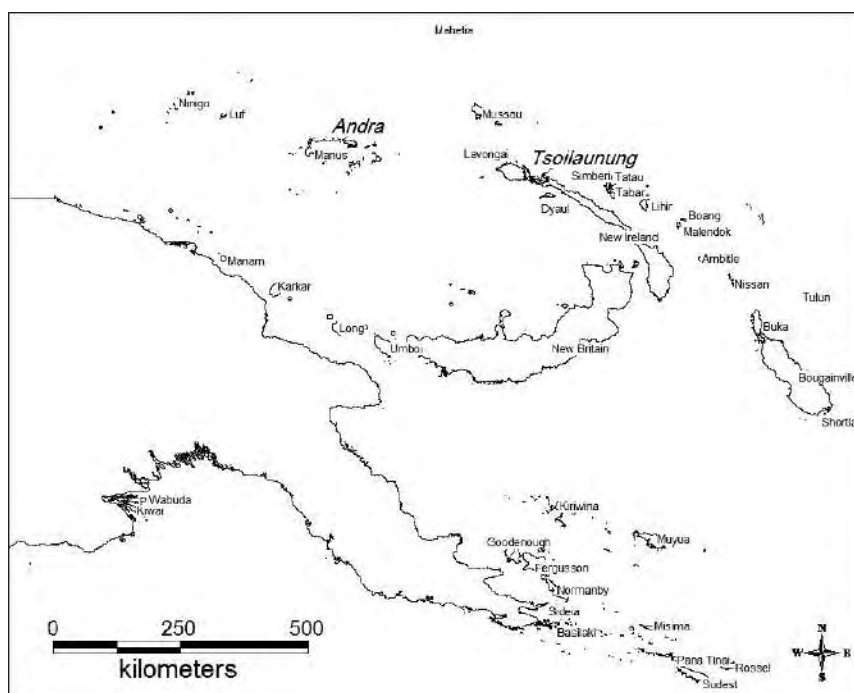 Mahelia
Ninigo
Luf
Andra
Manus
Mussau
Lavongai
Tsoilaunung
Simberi Tatau
Tabar
Dyaul
Lihir
Boang
New Ireland
Malendok
Manam
Ambitle
Karkar
Nissan
Tulun
Long
Umboi
New Britain
Buka
Bougainville
Shortla
Wabuda
Kiwai
Kiriwina
Goodenough
Muyua
Fergusson
Normanby
Sideia
Basilaki
Misima
Pana Tinai
Rossel
Sudest
0 250 500
kilometers
N
W E
S